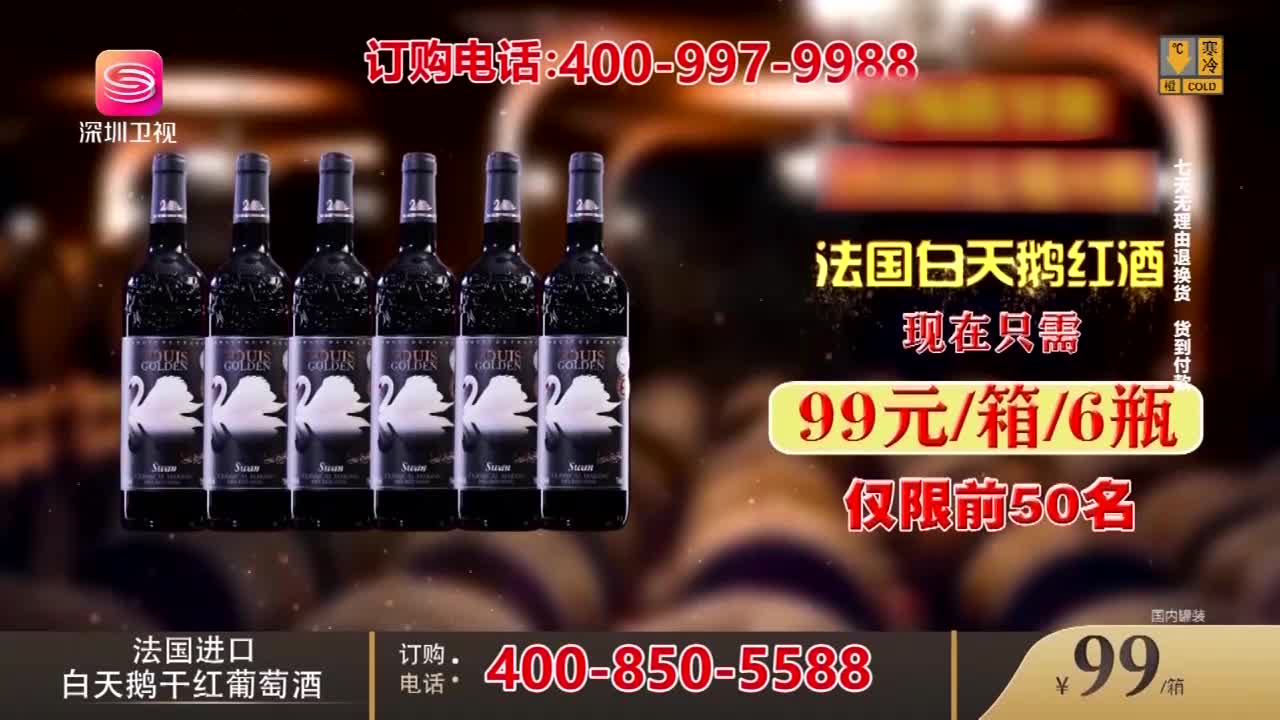 订购电话:400-997-9988
深圳卫视
℃
寒冷
橙
COLD
七天无理由退换货 货到付款
法国白天鹅红酒
现在只需
99元/箱/6瓶
仅限前50名
LOUIS
GOLDEN
Swan
国内罐装
法国进口
白天鹅干红葡萄酒
订购电话:
400-850-5588
¥99/箱